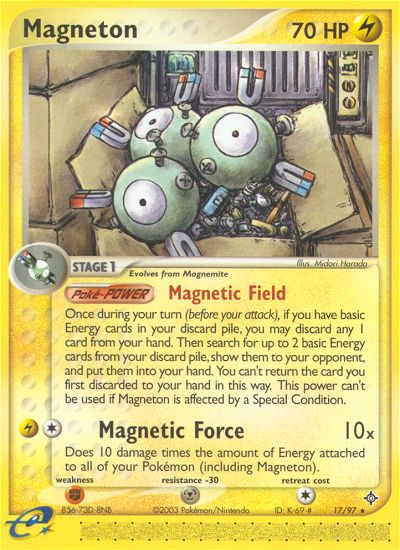 Magneton 70 HP
Illus. Midori Harada
STAGE 1
Evolves from Magnemite
Poké-POWER Magnetic Field
Once during your turn (before your attack), if you have basic
Energy cards in your discard pile, you may discard any 1
card from your hand. Then search for up to 2 basic Energy
cards from your discard pile, show them to your opponent,
and put them into your hand. You can't return the card you
first discarded to your hand in this way. This power can't
be used if Magneton is affected by a Special Condition.
Magnetic Force 10x
Does 10 damage times the amount of Energy attached
to all of your Pokémon (including Magneton).
weakness resistance -30 retreat cost
856-73D-8NB ©2003 Pokémon/Nintendo ID: K-69-# 17/97 ★
e